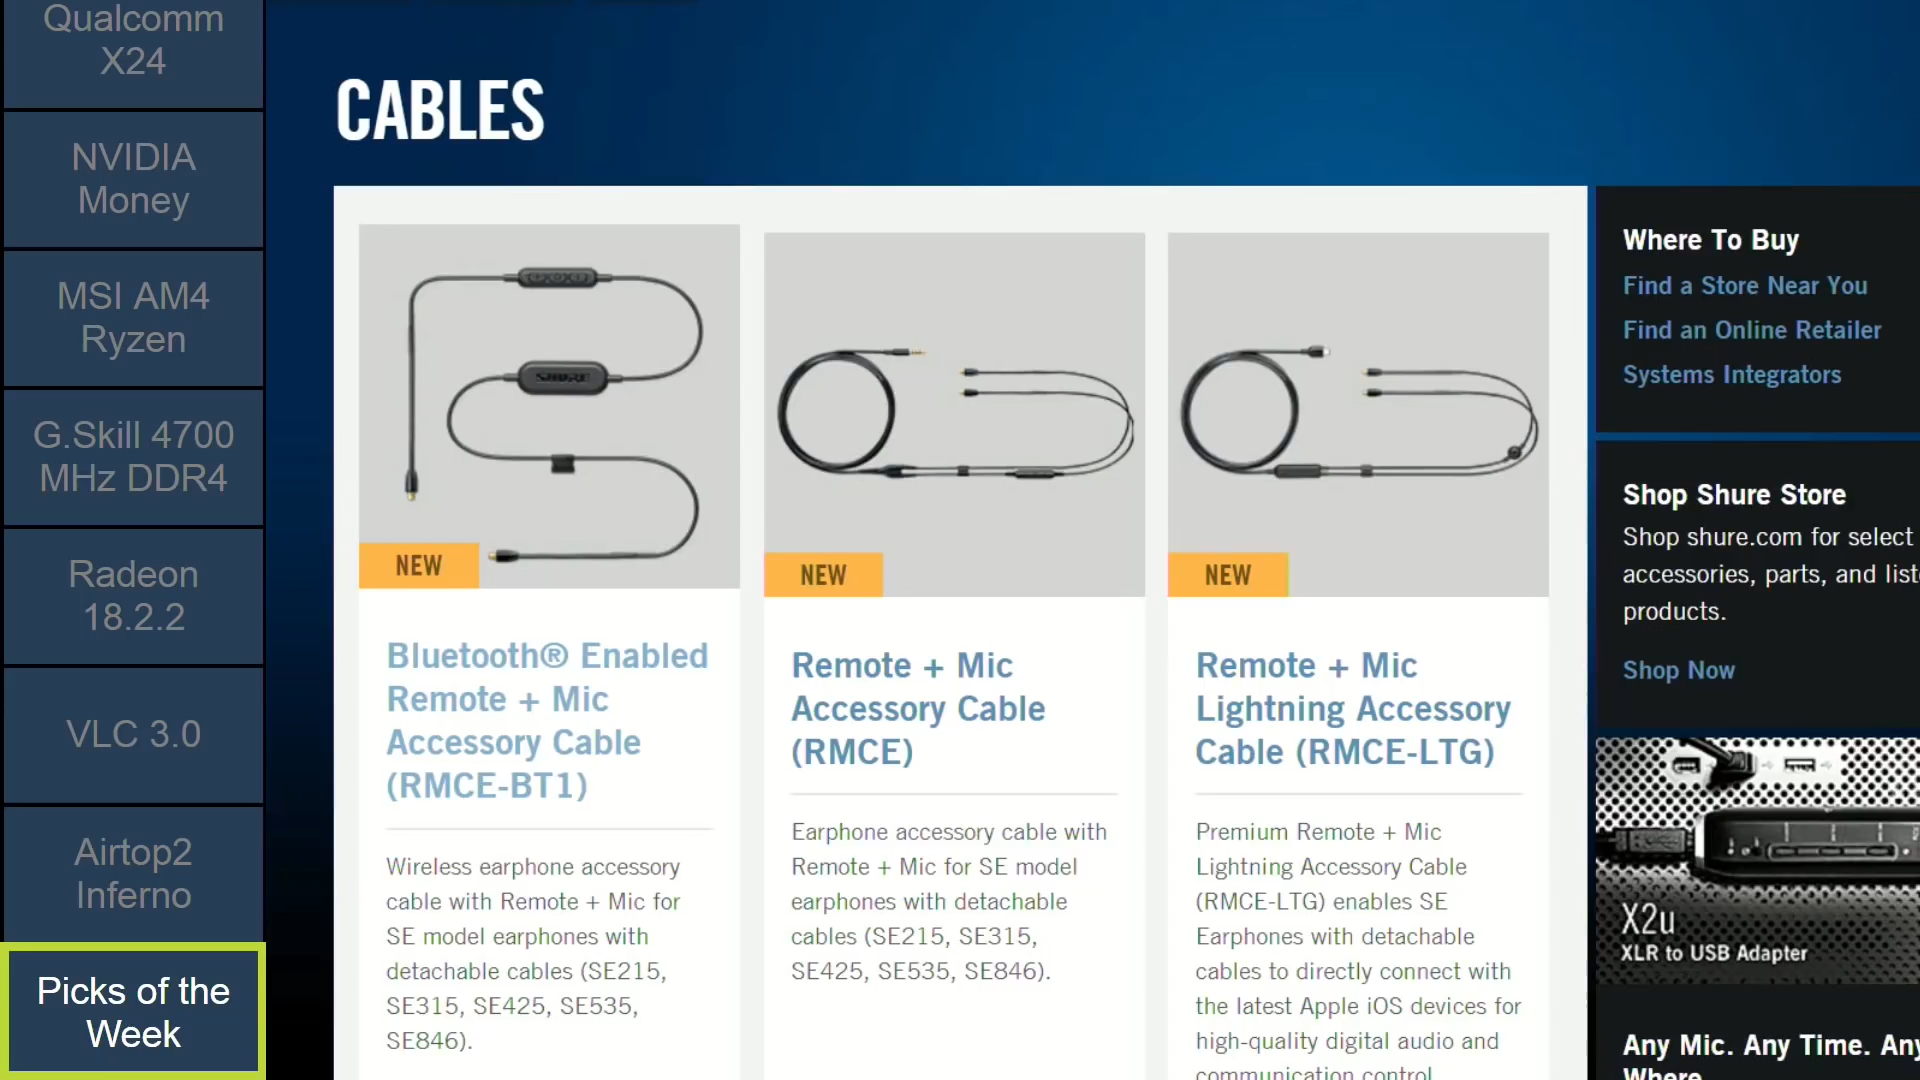 Qualcomm
X24
NVIDIA
Money
MSI AM4
Ryzen
G.Skill 4700
MHz DDR4
Radeon
18.2.2
VLC 3.0
Airtop2
Inferno
Picks of the
Week
CABLES
SHURE
NEW
Bluetooth® Enabled
Remote + Mic
Accessory Cable
(RMCE-BT1)
Wireless earphone accessory
cable with Remote + Mic for
SE model earphones with
detachable cables (SE215,
SE315, SE425, SE535,
SE846).
NEW
Remote + Mic
Accessory Cable
(RMCE)
Earphone accessory cable with
Remote + Mic for SE model
earphones with detachable
cables (SE215, SE315,
SE425, SE535, SE846).
NEW
Remote + Mic
Lightning Accessory
Cable (RMCE-LTG)
Premium Remote + Mic
Lightning Accessory Cable
(RMCE-LTG) enables SE
Earphones with detachable
cables to directly connect with
the latest Apple iOS devices for
high-quality digital audio and
communication control
Where To Buy
Find a Store Near You
Find an Online Retailer
Systems Integrators
Shop Shure Store
Shop shure.com for select
accessories, parts, and
products.
Shop Now
X2u
XLR to USB Adapter
Any Mic. Any Time. Any
Where